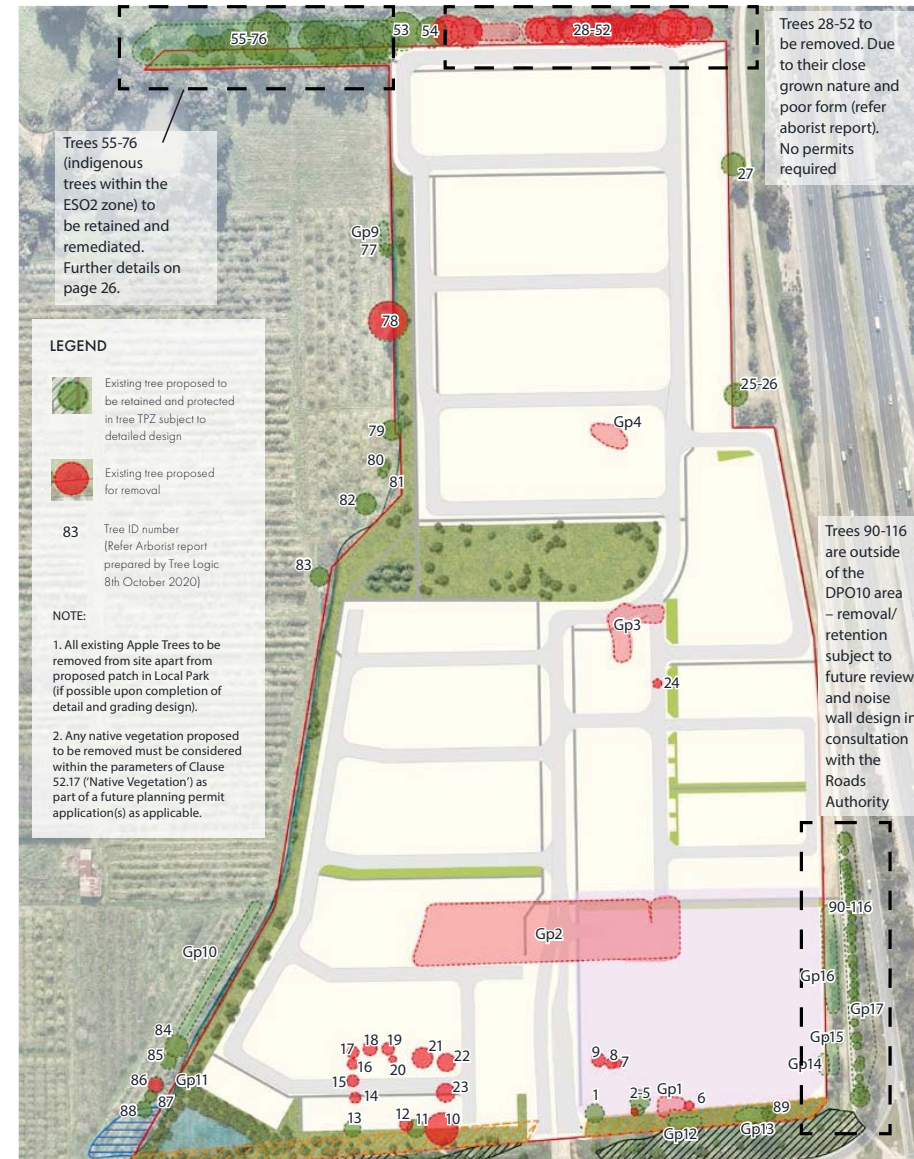 55-76
53
54
28-52
Trees 28-52 to
be removed. Due
to their close
grown nature and
poor form (refer
aborist report).
No permits
required
Trees 55-76
(indigenous
trees within the
ESO2 zone) to
be retained and
remediated.
Further details on
page 26.
27
Gp9
77
78
LEGEND
Existing tree proposed to
be retained and protected
in tree TPZ subject to
detailed design
Existing tree proposed
for removal
83
Tree ID number
(Refer Arborist report
prepared by Tree Logic
8th October 2020)
NOTE:
1. All existing Apple Trees to be
removed from site apart from
proposed patch in Local Park
(if possible upon completion of
detail and grading design).
2. Any native vegetation proposed
to be removed must be considered
within the parameters of Clause
52.17 ('Native Vegetation') as
part of a future planning permit
application(s) as applicable.
25-26
Gp4
79
80
81
82
83
Trees 90-116
are outside
of the
DPO10 area
– removal/
retention
subject to
future review
and noise
wall design in
consultation
with the
Roads
Authority
Gp3
24
90-116
Gp2
Gp10
Gp16
Gp17
Gp15
Gp14
84
85
86
Gp11
87
88
17
18
19
16
20
21
22
15
14
23
13
12
11
10
9
8
7
1
2-5
Gp1
6
89
Gp12
Gp13